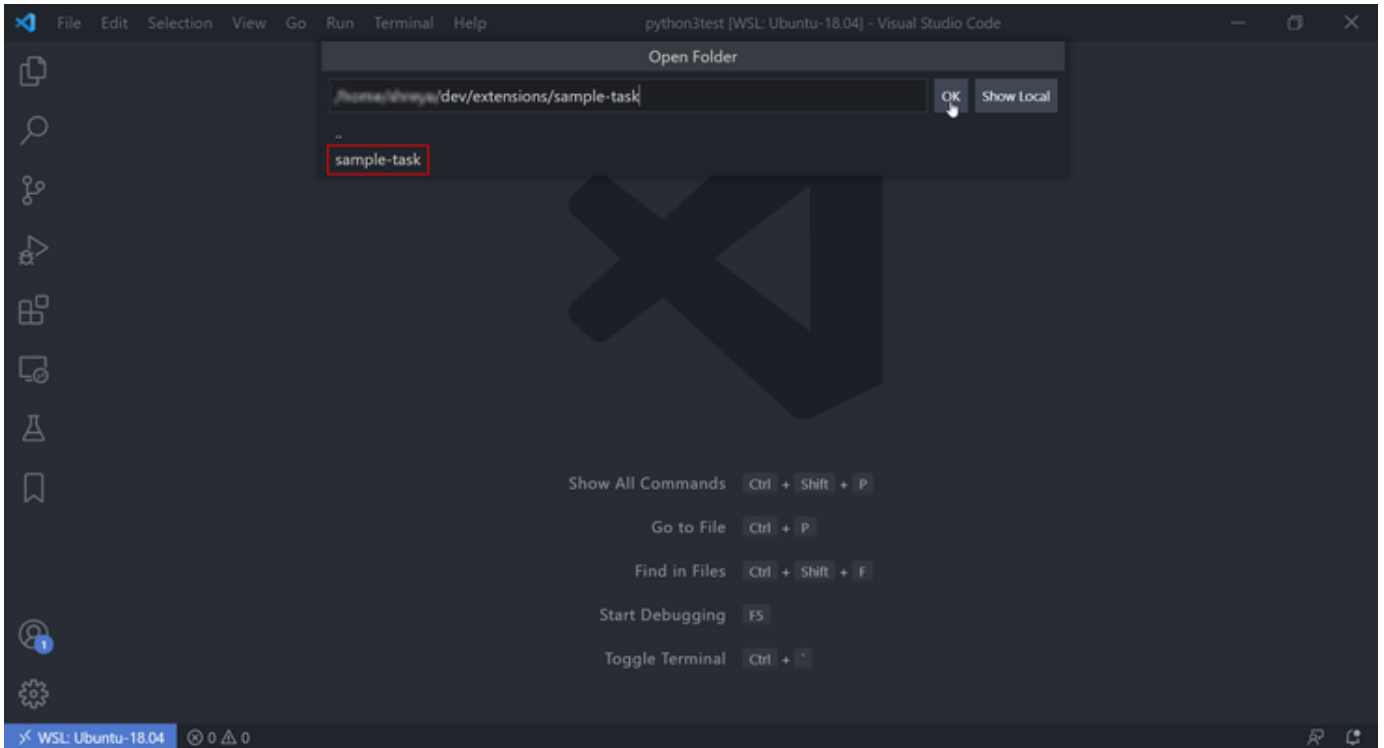 File Edit Selection View Go Run Terminal Help python3test [WSL: Ubuntu-18.04] - Visual Studio Code
Open Folder
/dev/extensions/sample-task OK Show Local
..
sample-task
Show All Commands Ctrl + Shift + P
Go to File Ctrl + P
Find in Files Ctrl + Shift + F
Start Debugging F5
Toggle Terminal Ctrl + `
1
WSL: Ubuntu-18.04 0 0